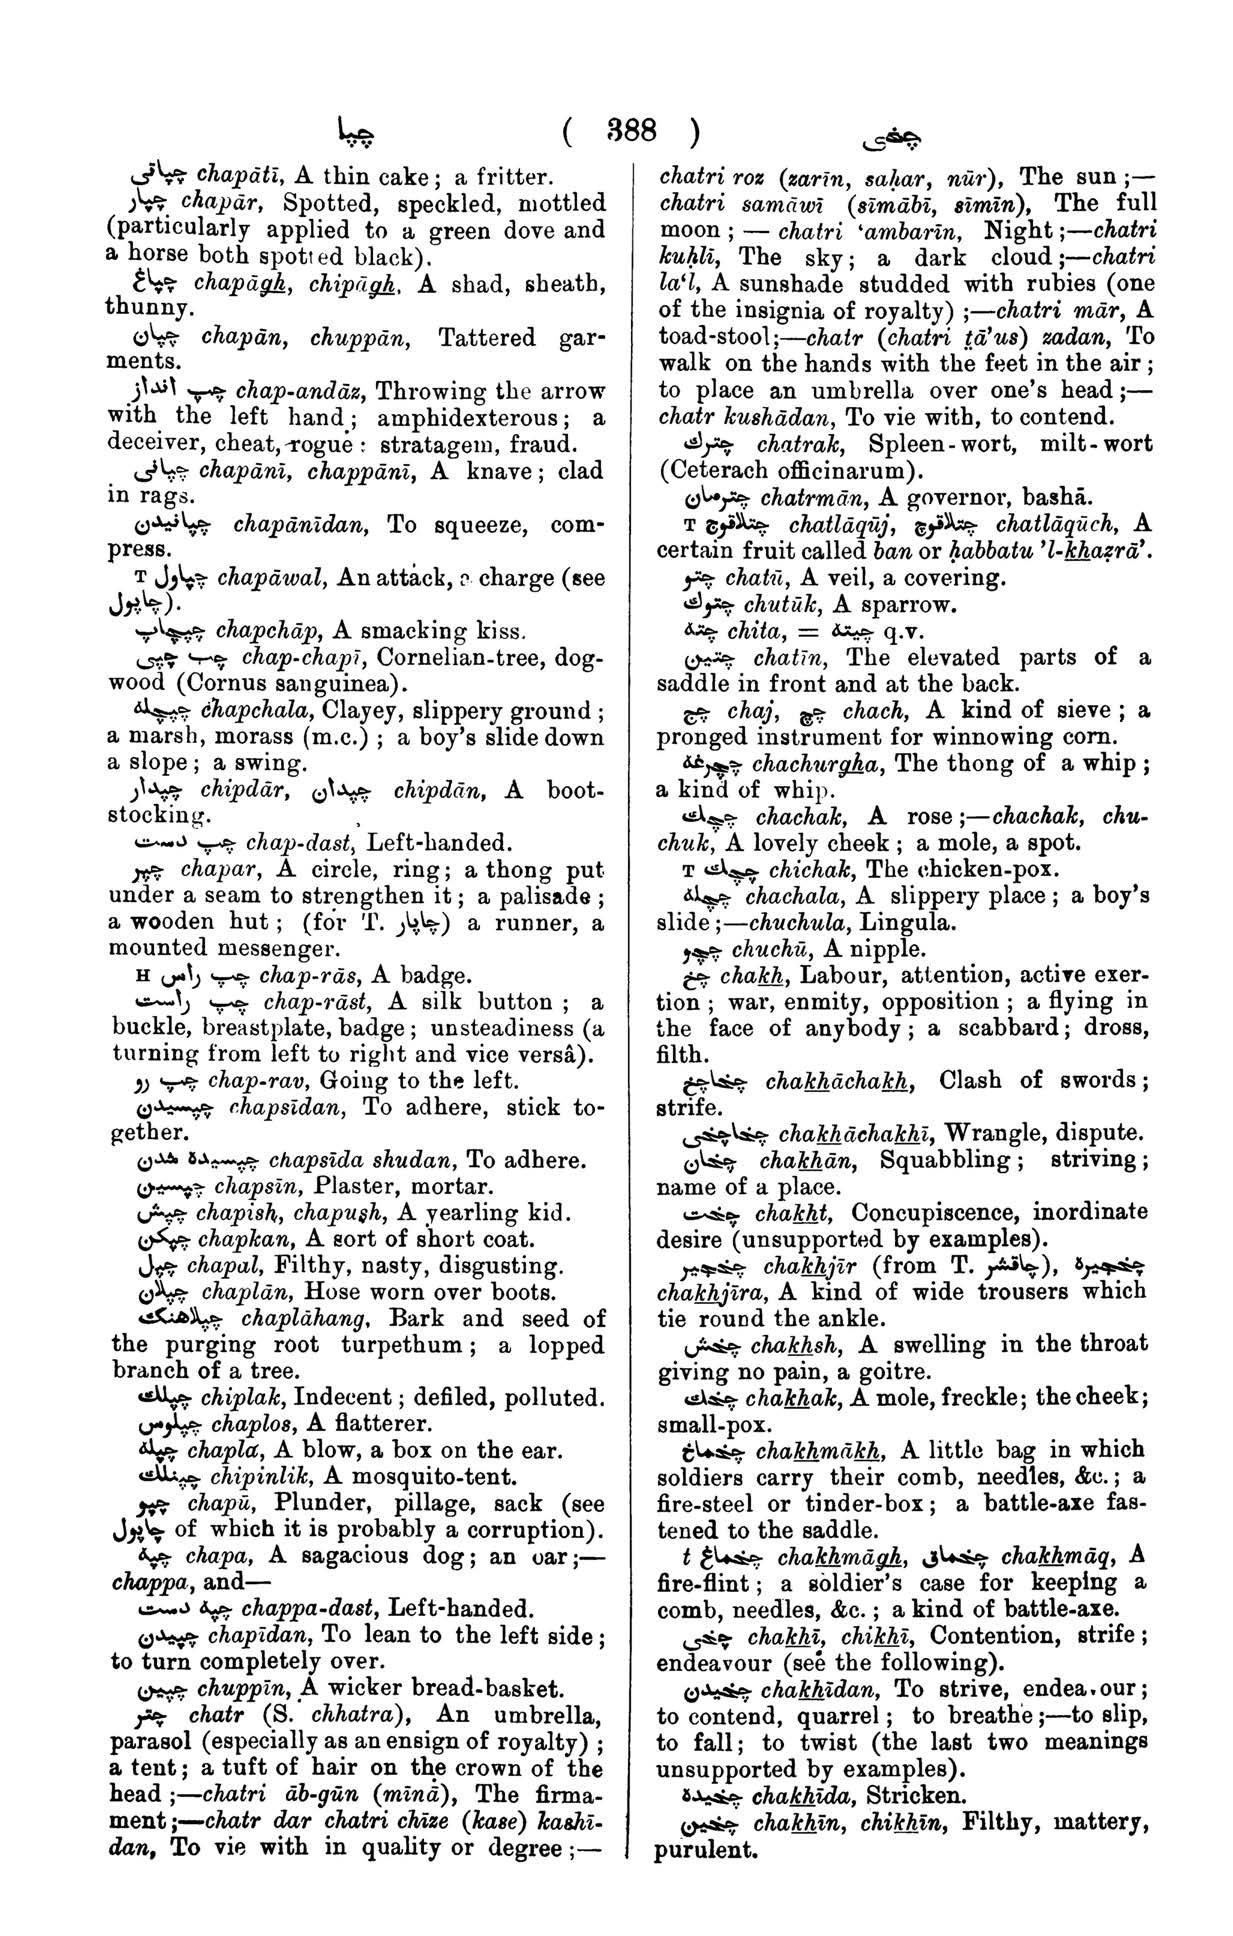 چپا ( 388 ) چخی
چپاتی chapātī, A thin cake; a fritter.
چپار chapār, Spotted, speckled, mottled
(particularly applied to a green dove and
a horse both spotted black).
چپاغ chapāgh, chipāgh, A shad, sheath,
thunny.
چپان chapān, chuppān, Tattered gar-
ments.
چپ انداز chap-andāz, Throwing the arrow
with the left hand; amphidexterous; a
deceiver, cheat, rogue: stratagem, fraud.
چپانی chapānī, chappānī, A knave; clad
in rags.
چپانیدن chapānīdan, To squeeze, com-
press.
T چپاول chapāwal, An attack, a charge (see
چاپول).
چپچاپ chapchāp, A smacking kiss.
چپ چپی chap-chapī, Cornelian-tree, dog-
wood (Cornus sanguinea).
چپچله chapchala, Clayey, slippery ground;
a marsh, morass (m.c.); a boy's slide down
a slope; a swing.
چپدار chipdār, چپدان chipdān, A boot-
stocking.
چپ دست chap-dast, Left-handed.
چپر chapar, A circle, ring; a thong put
under a seam to strengthen it; a palisade;
a wooden hut; (for T. چاپار) a runner, a
mounted messenger.
H چپ راس chap-rās, A badge.
چپ راست chap-rāst, A silk button; a
buckle, breastplate, badge; unsteadiness (a
turning from left to right and vice versâ).
چپ رو chap-rav, Going to the left.
چپسیدن chapsīdan, To adhere, stick to-
gether.
چپسیده شدن chapsīda shudan, To adhere.
چپسین chapsīn, Plaster, mortar.
چپش chapish, chapush, A yearling kid.
چپکن chapkan, A sort of short coat.
چپل chapal, Filthy, nasty, disgusting.
چپلان chaplān, Hose worn over boots.
چپلاهنگ chaplāhang, Bark and seed of
the purging root turpethum; a lopped
branch of a tree.
چپلك chiplak, Indecent; defiled, polluted.
چپلوس chaplos, A flatterer.
چپله chapla, A blow, a box on the ear.
چپنلك chipinlik, A mosquito-tent.
چپو chapū, Plunder, pillage, sack (see
چاپول of which it is probably a corruption).
چپه chapa, A sagacious dog; an oar;—
chappa, and—
چپه دست chappa-dast, Left-handed.
چپیدن chapīdan, To lean to the left side;
to turn completely over.
چپین chuppīn, A wicker bread-basket.
چتر chatr (S. chhatra), An umbrella,
parasol (especially as an ensign of royalty);
a tent; a tuft of hair on the crown of the
head;—chatri āb-gūn (mīnā), The firma-
ment;—chatr dar chatri chīze (kase) kashī-
dan, To vie with in quality or degree;—
chatri roz (zarīn, saḥar, nūr), The sun;—
chatri samāwī (sīmābī, sīmīn), The full
moon; — chatri ‘ambarīn, Night;—chatri
kuḥlī, The sky; a dark cloud;—chatri
la‘l, A sunshade studded with rubies (one
of the insignia of royalty);—chatri mār, A
toad-stool;—chatr (chatri t̤ā’us) zadan, To
walk on the hands with the feet in the air;
to place an umbrella over one's head;—
chatr kushādan, To vie with, to contend.
چترك chatrak, Spleen-wort, milt-wort
(Ceterach officinarum).
چترمان chatrmān, A governor, bashā.
T چتلاقوج chatlāqūj, چتلاقوچ chatlāqūch, A
certain fruit called ban or ḥabbatu ’l-khaẓrā’.
چتو chatū, A veil, a covering.
چتوك chutūk, A sparrow.
چته chita, = چیته q.v.
چتین chatīn, The elevated parts of a
saddle in front and at the back.
چج chaj, چچ chach, A kind of sieve; a
pronged instrument for winnowing corn.
چچرغه chachurgha, The thong of a whip;
a kind of whip.
چچك chachak, A rose;—chachak, chu-
chuk, A lovely cheek; a mole, a spot.
T چچك chichak, The chicken-pox.
چچله chachala, A slippery place; a boy's
slide;—chuchula, Lingula.
چچو chuchū, A nipple.
چخ chakh, Labour, attention, active exer-
tion; war, enmity, opposition; a flying in
the face of anybody; a scabbard; dross,
filth.
چخاچخ chakhāchakh, Clash of swords;
strife.
چخاچخی chakhāchakhī, Wrangle, dispute.
چخان chakhān, Squabbling; striving;
name of a place.
چخت chakht, Concupiscence, inordinate
desire (unsupported by examples).
چخچیر chakhjīr (from T. چاقشر), چخچیره
chakhjīra, A kind of wide trousers which
tie round the ankle.
چخش chakhsh, A swelling in the throat
giving no pain, a goitre.
چخك chakhak, A mole, freckle; the cheek;
small-pox.
چخماخ chakhmākh, A little bag in which
soldiers carry their comb, needles, &c.; a
fire-steel or tinder-box; a battle-axe fas-
tened to the saddle.
t چخماغ chakhmāgh, چخماق chakhmāq, A
fire-flint; a soldier's case for keeping a
comb, needles, &c.; a kind of battle-axe.
چخی chakhī, chikhī, Contention, strife;
endeavour (see the following).
چخیدن chakhīdan, To strive, endeavour;
to contend, quarrel; to breathe;—to slip,
to fall; to twist (the last two meanings
unsupported by examples).
چخیده chakhīda, Stricken.
چخین chakhīn, chikhīn, Filthy, mattery,
purulent.